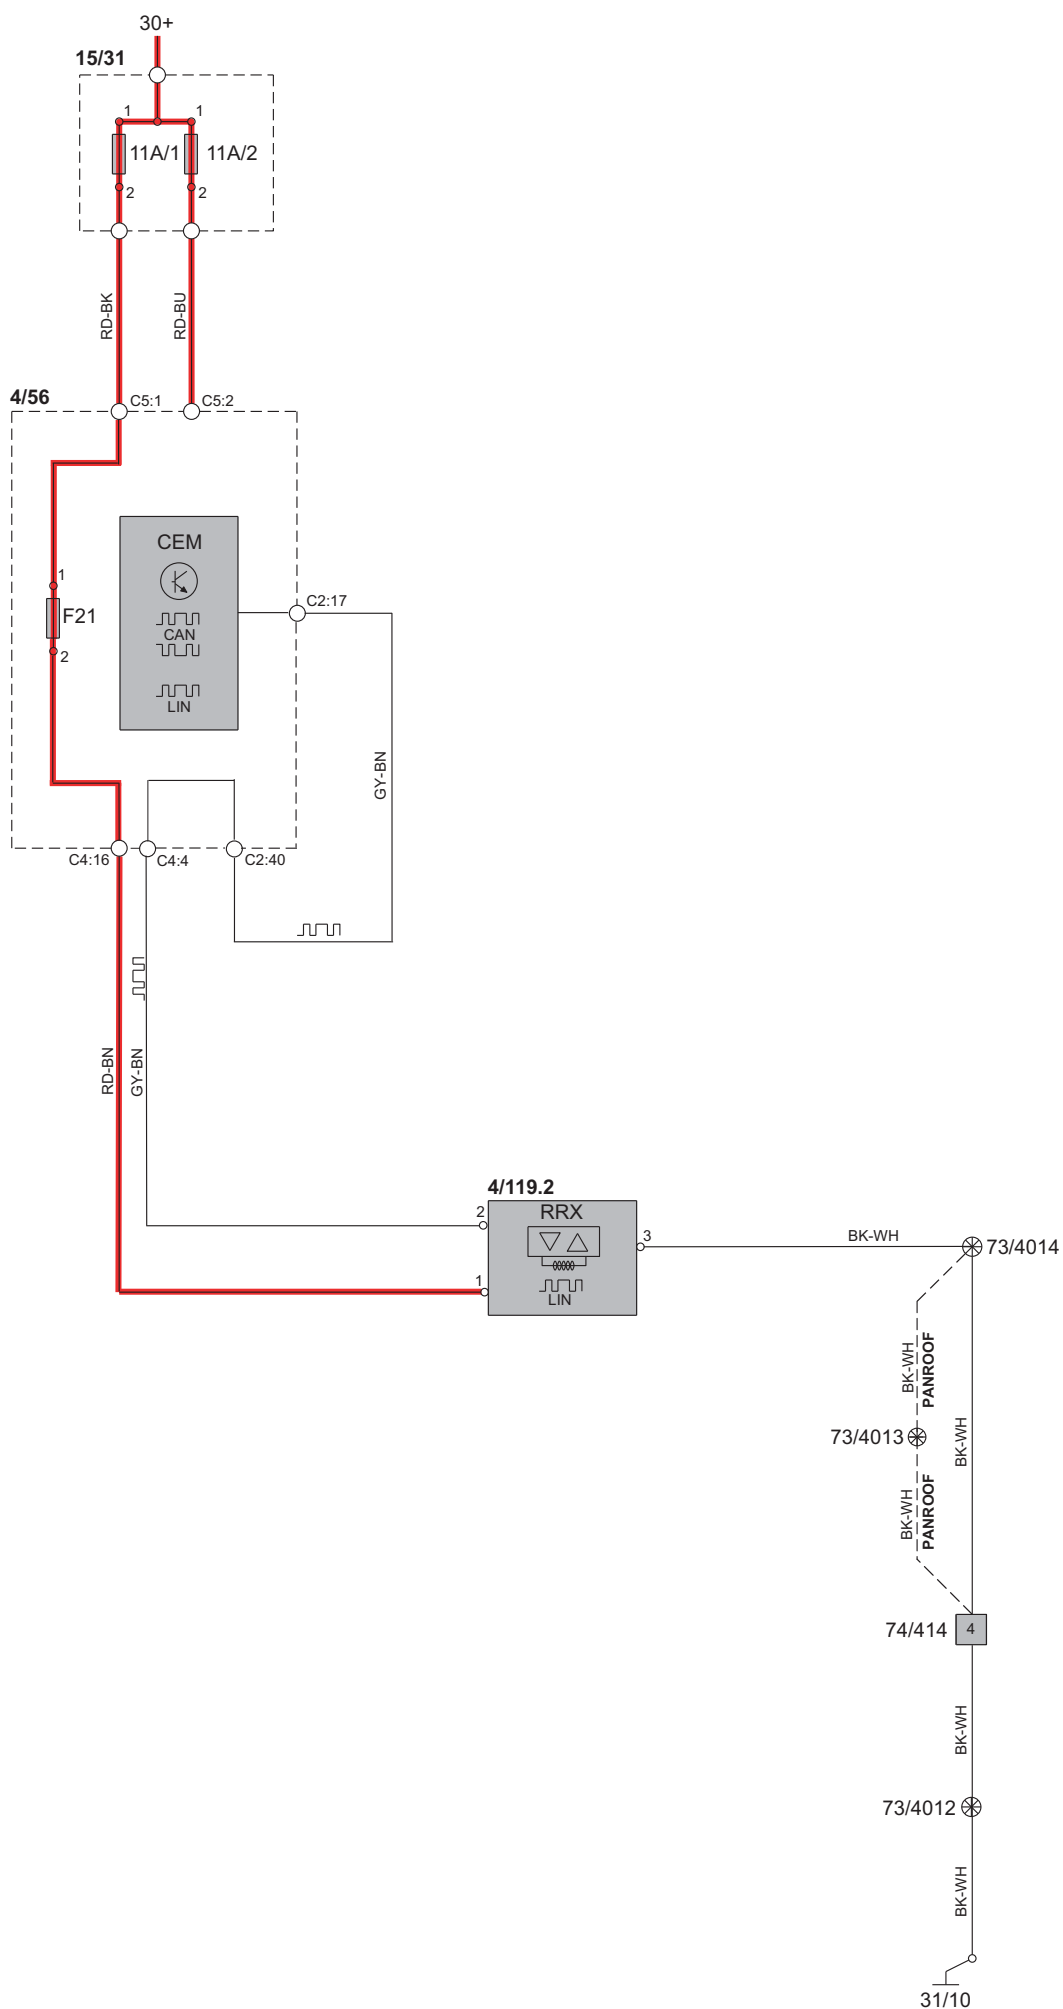 30+
15/31
1
1
11A/1
11A/2
2
2
RD-BK
RD-BU
4/56
C5:1
C5:2
CEM
1
F21
C2:17
CAN
2
LIN
GY-BN
C4:16
C4:4
C2:40
RD-BN
GY-BN
4/119.2
2
RRX
3
BK-WH
73/4014
1
LIN
BK-WH
PANROOF
73/4013
BK-WH
BK-WH
PANROOF
74/414
4
BK-WH
73/4012
BK-WH
31/10